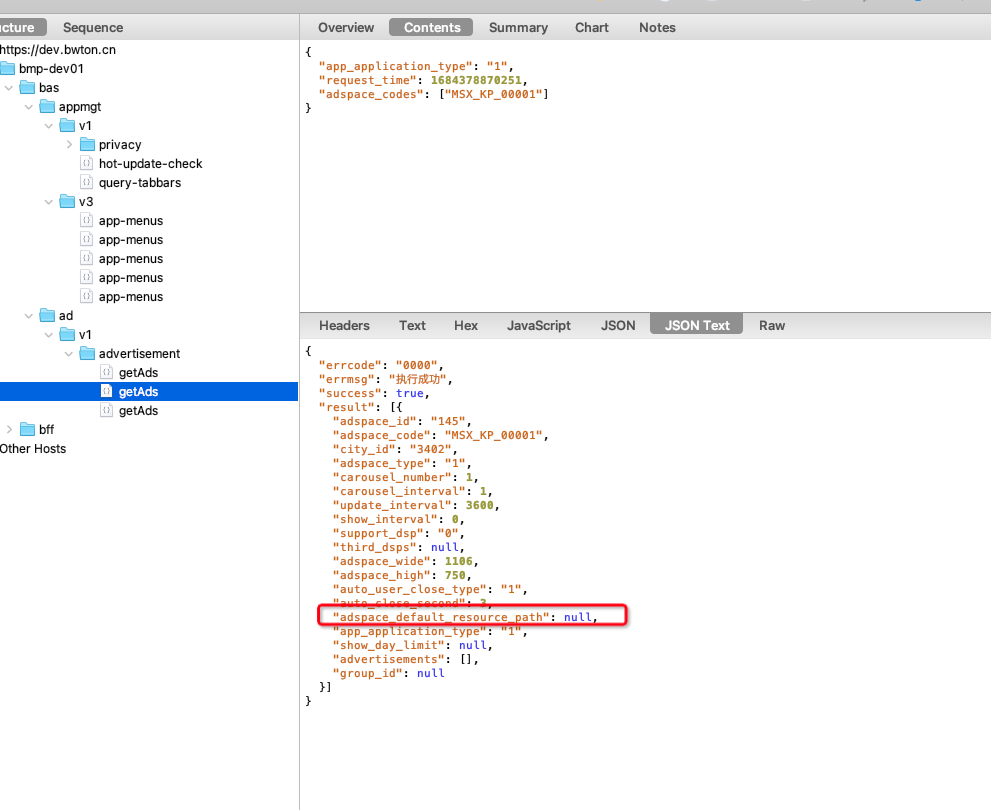 cture Sequence
https://dev.bwton.cn
bmp-dev01
bas
appmgt
v1
privacy
hot-update-check
query-tabbars
v3
app-menus
app-menus
app-menus
app-menus
app-menus
ad
v1
advertisement
getAds
getAds
getAds
bff
Other Hosts
Overview Contents Summary Chart Notes
{
"app_application_type": "1",
"request_time": 1684378870251,
"adspace_codes": ["MSX_KP_00001"]
}
Headers Text Hex JavaScript JSON JSON Text Raw
{
"errcode": "0000",
"errmsg": "执行成功",
"success": true,
"result": [{
"adspace_id": "145",
"adspace_code": "MSX_KP_00001",
"city_id": "3402",
"adspace_type": "1",
"carousel_number": 1,
"carousel_interval": 1,
"update_interval": 3600,
"show_interval": 0,
"support_dsp": "0",
"third_dsps": null,
"adspace_wide": 1106,
"adspace_high": 750,
"auto_user_close_type": "1",
"auto_close_second": 3,
"adspace_default_resource_path": null,
"app_application_type": "1",
"show_day_limit": null,
"advertisements": [],
"group_id": null
}]
}